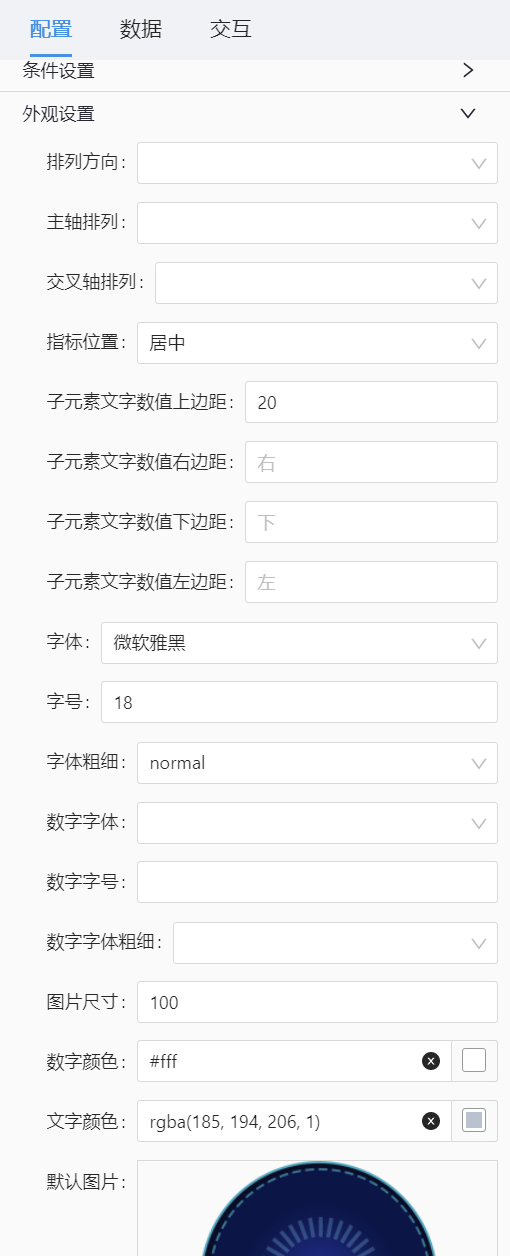 配置 数据 交互
条件设置
外观设置
排列方向：
主轴排列：
交叉轴排列：
指标位置： 居中
子元素文字数值上边距： 20
子元素文字数值右边距： 右
子元素文字数值下边距： 下
子元素文字数值左边距： 左
字体： 微软雅黑
字号： 18
字体粗细： normal
数字字体：
数字字号：
数字字体粗细：
图片尺寸： 100
数字颜色： #fff
文字颜色： rgba(185, 194, 206, 1)
默认图片：